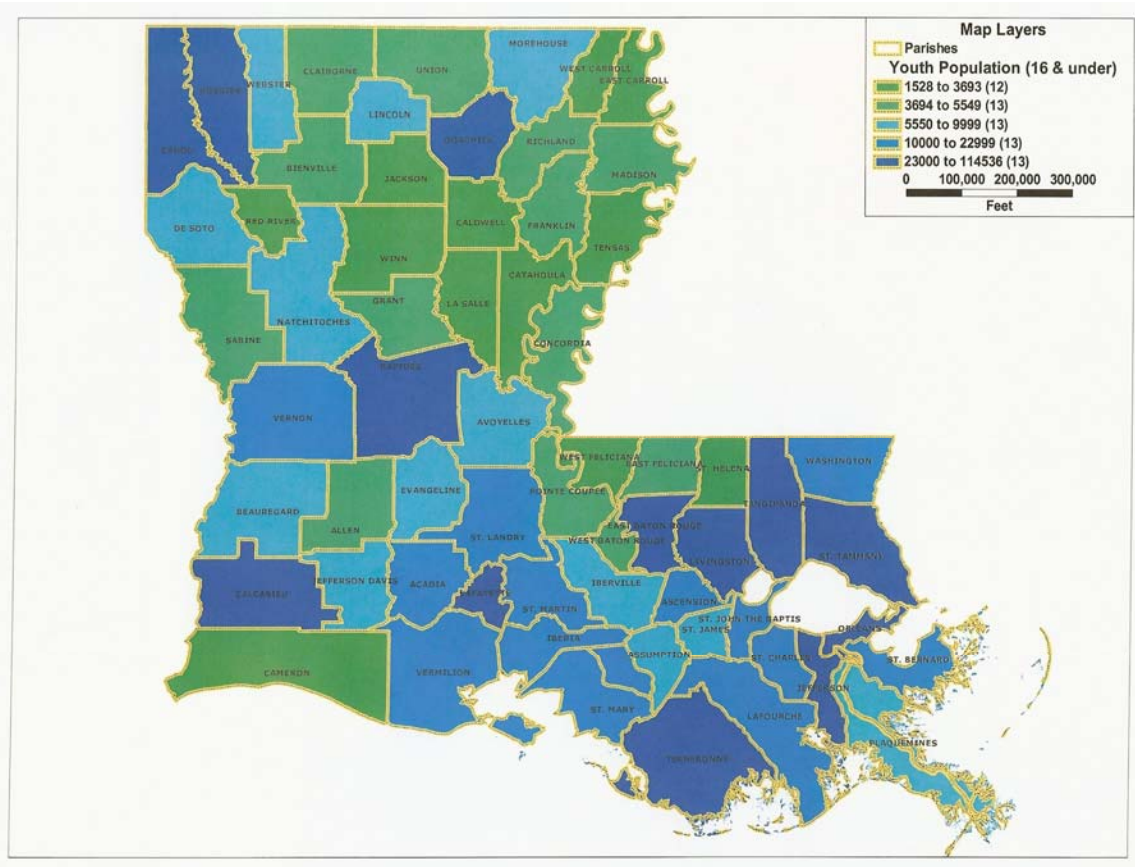 Map Layers
Parishes
Youth Population (16 & under)
1528 to 3693 (12)
3694 to 5549 (13)
5550 to 9999 (13)
10000 to 22999 (13)
23000 to 114536 (13)
0 100,000 200,000 300,000
Feet
MOREHOUSE
CLAIBORNE
UNION
WEST CARROLL
EAST CARROLL
WEBSTER
BOSSIER
LINCOLN
OUACHITA
RICHLAND
CADDO
BIENVILLE
JACKSON
MADISON
RED RIVER
CALDWELL
FRANKLIN
DE SOTO
TENSAS
WINN
CATAHOULA
GRANT
LA SALLE
NATCHITOCHES
SABINE
CONCORDIA
RAPIDES
VERNON
AVOYELLES
WEST FELICIANA
EAST FELICIANA
ST. HELENA
WASHINGTON
EVANGELINE
POINTE COUPEE
TANGIPAHOA
BEAUREGARD
ALLEN
EAST BATON ROUGE
ST. LANDRY
WEST BATON ROUGE
ST. TAMMANY
LIVINGSTON
JEFFERSON DAVIS
ACADIA
IBERVILLE
CALCASIEU
LAFAYETTE
ASCENSION
ST. MARTIN
ST. JOHN THE BAPTIS
ST. JAMES
ORLEANS
IBERIA
ASSUMPTION
ST. CHARLES
ST. BERNARD
CAMERON
VERMILION
JEFFERSON
ST. MARY
LAFOURCHE
PLAQUEMINES
TERREBONNE